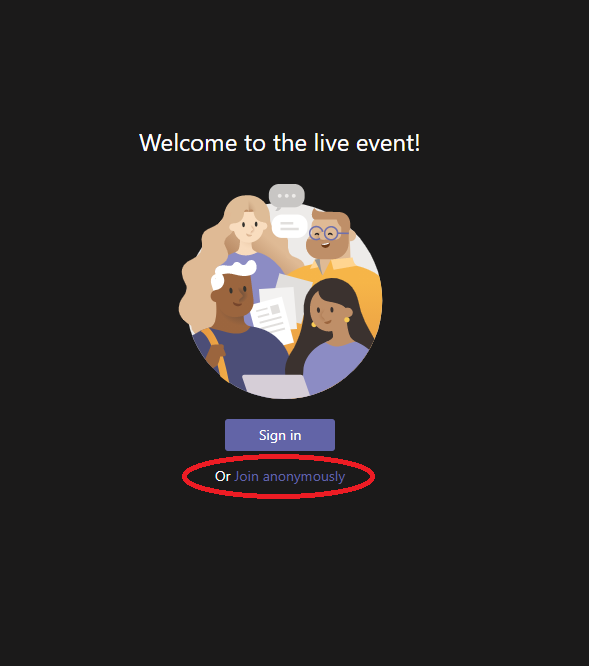 Welcome to the live event!
Sign in
Or Join anonymously